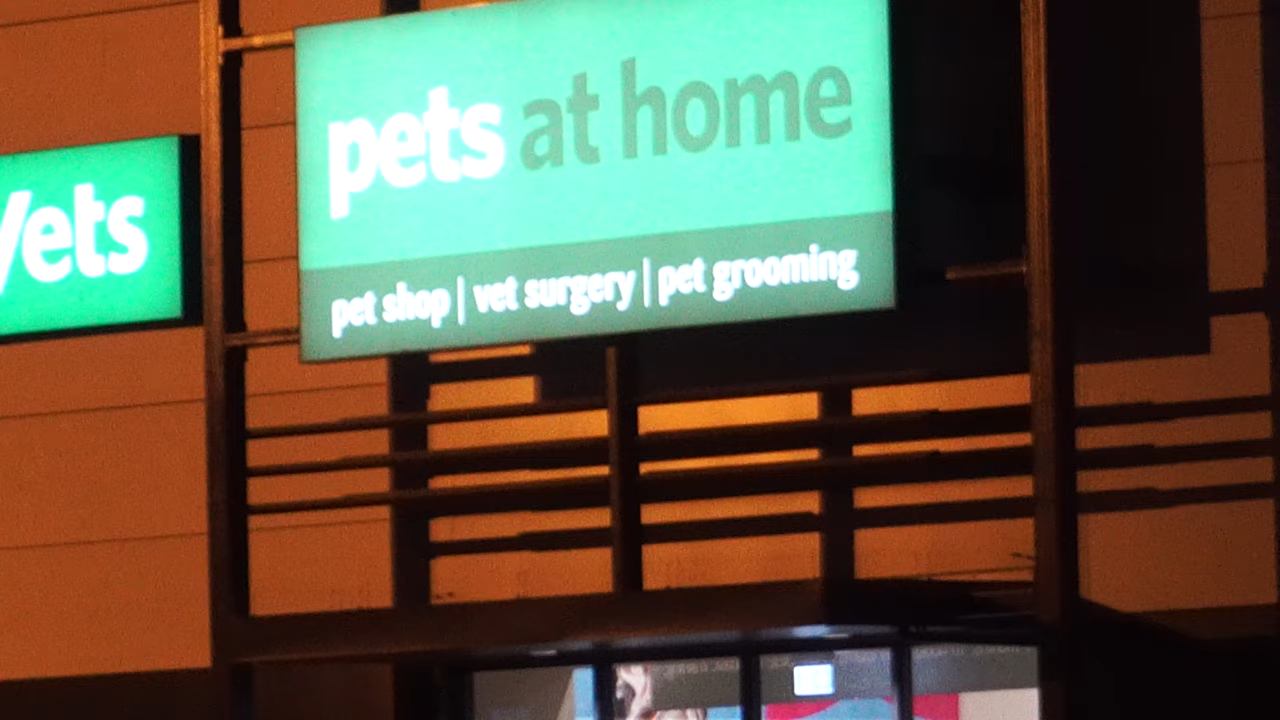 pets at home
pet shop | vet surgery | pet grooming
Vets